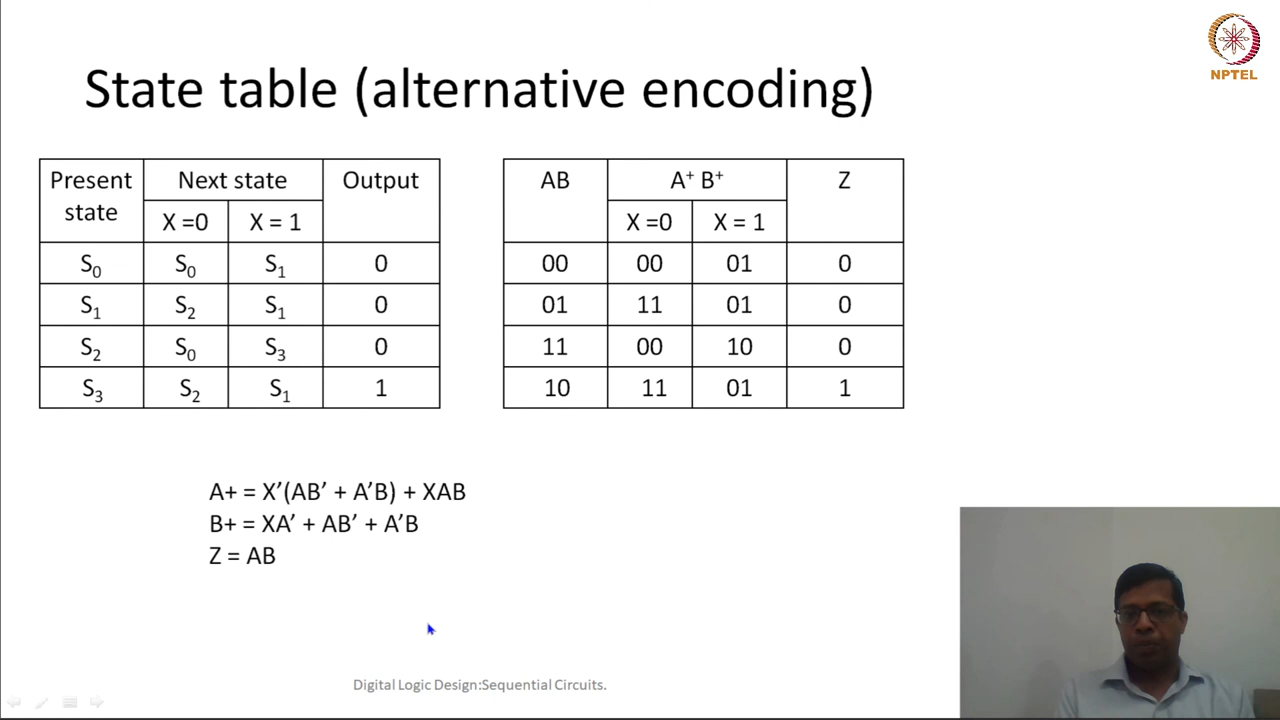 NPTEL
State table (alternative encoding)
Present state Next state Output
X =0 X = 1
S₀ S₀ S₁ 0
S₁ S₂ S₁ 0
S₂ S₀ S₃ 0
S₃ S₂ S₁ 1
AB A⁺ B⁺ Z
X =0 X = 1
00 00 01 0
01 11 01 0
11 00 10 0
10 11 01 1
A+ = X’(AB’ + A’B) + XAB
B+ = XA’ + AB’ + A’B
Z = AB
Digital Logic Design:Sequential Circuits.